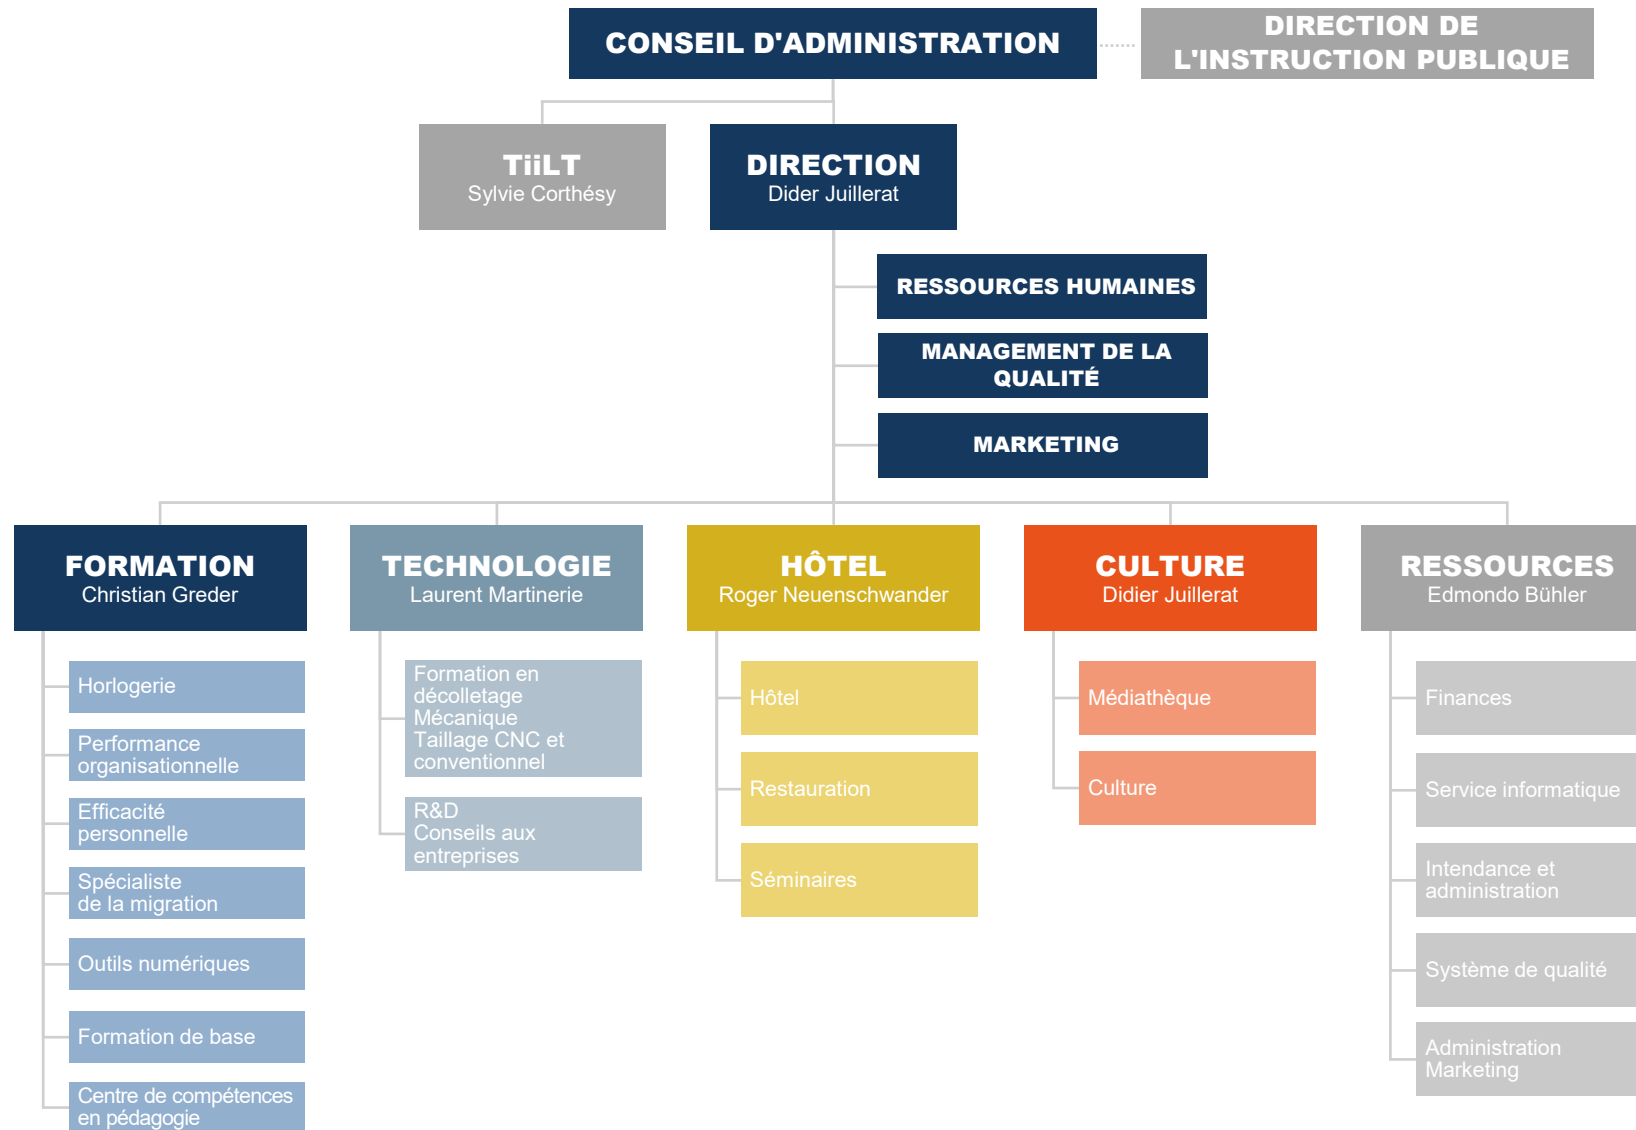 CONSEIL D'ADMINISTRATION
DIRECTION DE
L'INSTRUCTION PUBLIQUE
TiiLT
Sylvie Corthésy
DIRECTION
Dider Juillerat
RESSOURCES HUMAINES
MANAGEMENT DE LA
QUALITÉ
MARKETING
FORMATION
Christian Greder
Horlogerie
Performance
organisationnelle
Efficacité
personnelle
Spécialiste
de la migration
Outils numériques
Formation de base
Centre de compétences
en pédagogie
TECHNOLOGIE
Laurent Martinerie
Formation en
décolletage
Mécanique
Taillage CNC et
conventionnel
R&D
Conseils aux
entreprises
HÔTEL
Roger Neuenschwander
Hôtel
Restauration
Séminaires
CULTURE
Didier Juillerat
Médiathèque
Culture
RESSOURCES
Edmondo Bühler
Finances
Service informatique
Intendance et
administration
Système de qualité
Administration
Marketing